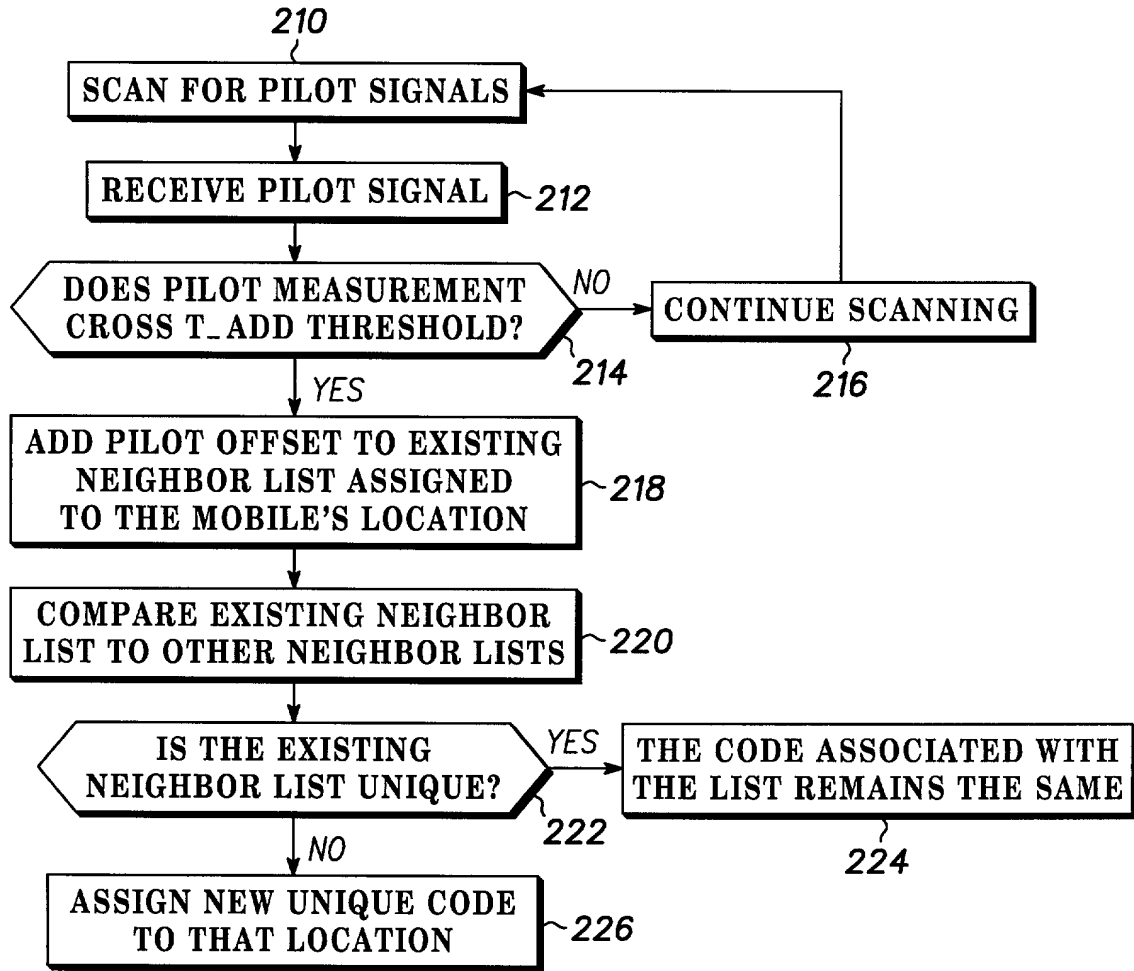 210
SCAN FOR PILOT SIGNALS
RECEIVE PILOT SIGNAL
212
DOES PILOT MEASUREMENT
CROSS T_ADD THRESHOLD?
214
NO
CONTINUE SCANNING
216
YES
ADD PILOT OFFSET TO EXISTING
NEIGHBOR LIST ASSIGNED
TO THE MOBILE'S LOCATION
218
COMPARE EXISTING NEIGHBOR
LIST TO OTHER NEIGHBOR LISTS
220
IS THE EXISTING
NEIGHBOR LIST UNIQUE?
222
YES
THE CODE ASSOCIATED WITH
THE LIST REMAINS THE SAME
224
NO
ASSIGN NEW UNIQUE CODE
TO THAT LOCATION
226